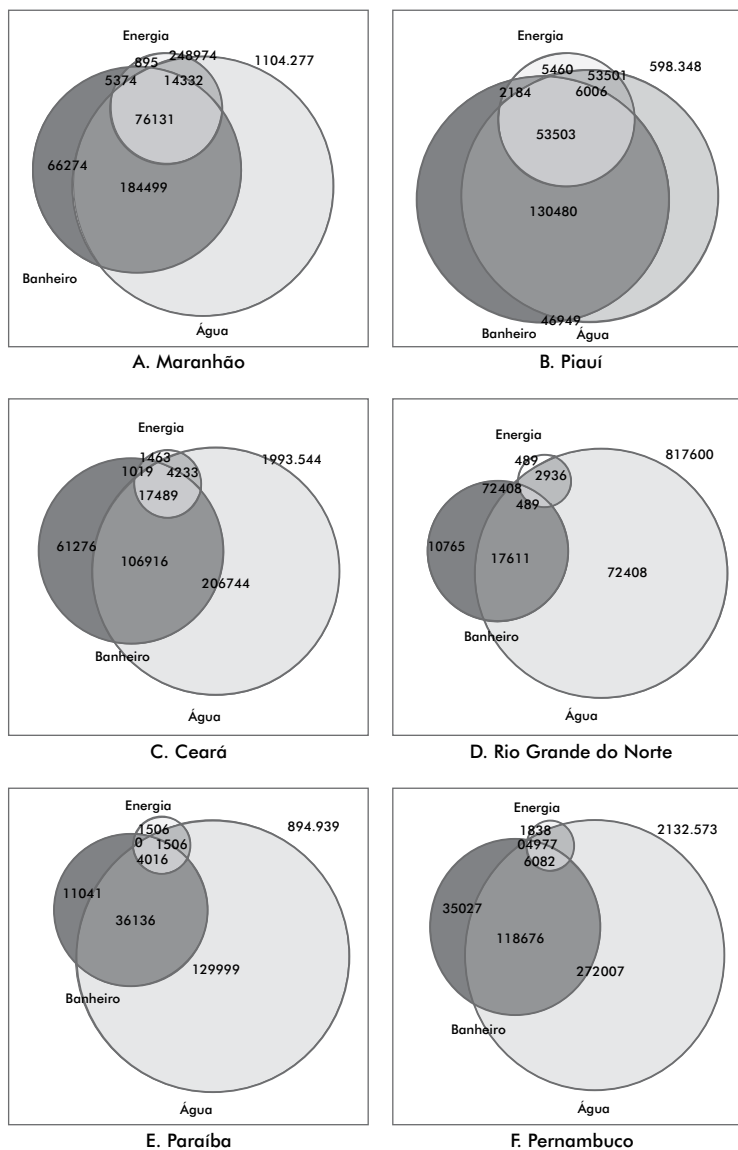 Energia
248974
895
1104.277
5374
14332
76131
66274
184499
Banheiro
Água
A. Maranhão
Energia
5460
53501
598.348
2184
6006
53503
130480
46949
Banheiro
Água
B. Piauí
Energia
1463
1993.544
1019
4233
17489
61276
106916
206744
Banheiro
Água
C. Ceará
Energia
489
817600
2936
72408
489
10765
17611
72408
Banheiro
Água
D. Rio Grande do Norte
Energia
1506
894.939
0
1506
4016
11041
36136
129999
Banheiro
Água
E. Paraíba
Energia
1838
2132.573
04977
6082
35027
118676
272007
Banheiro
Água
F. Pernambuco